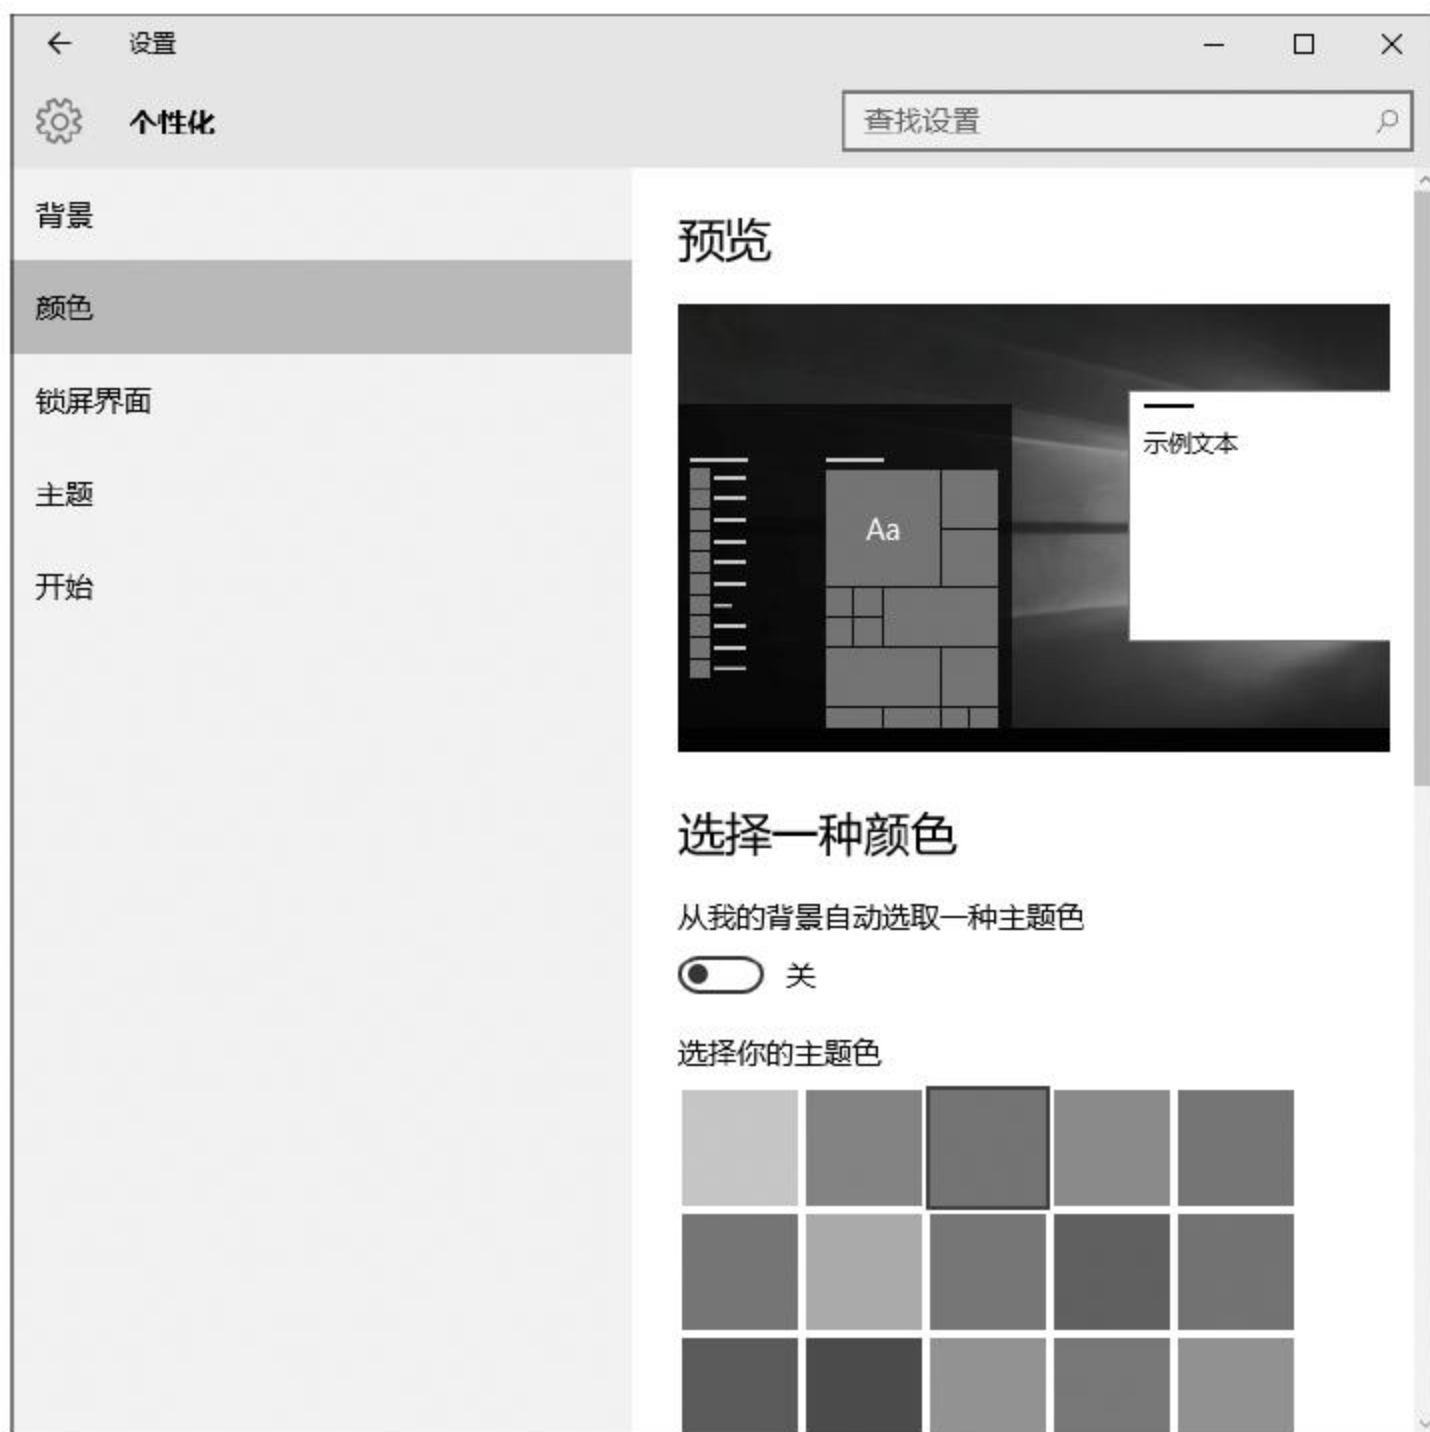 设置
个性化
查找设置
背景
颜色
锁屏界面
主题
开始
预览
示例文本
Aa
选择一种颜色
从我的背景自动选取一种主题色
关
选择你的主题色